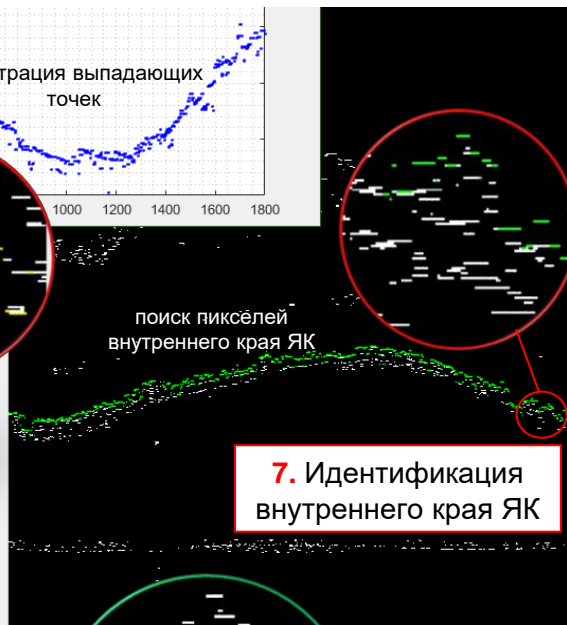 трация выпадающих
точек
1000 1200 1400 1600 1800
поиск пикселей
внутреннего края ЯК
7. Идентификация
внутреннего края ЯК